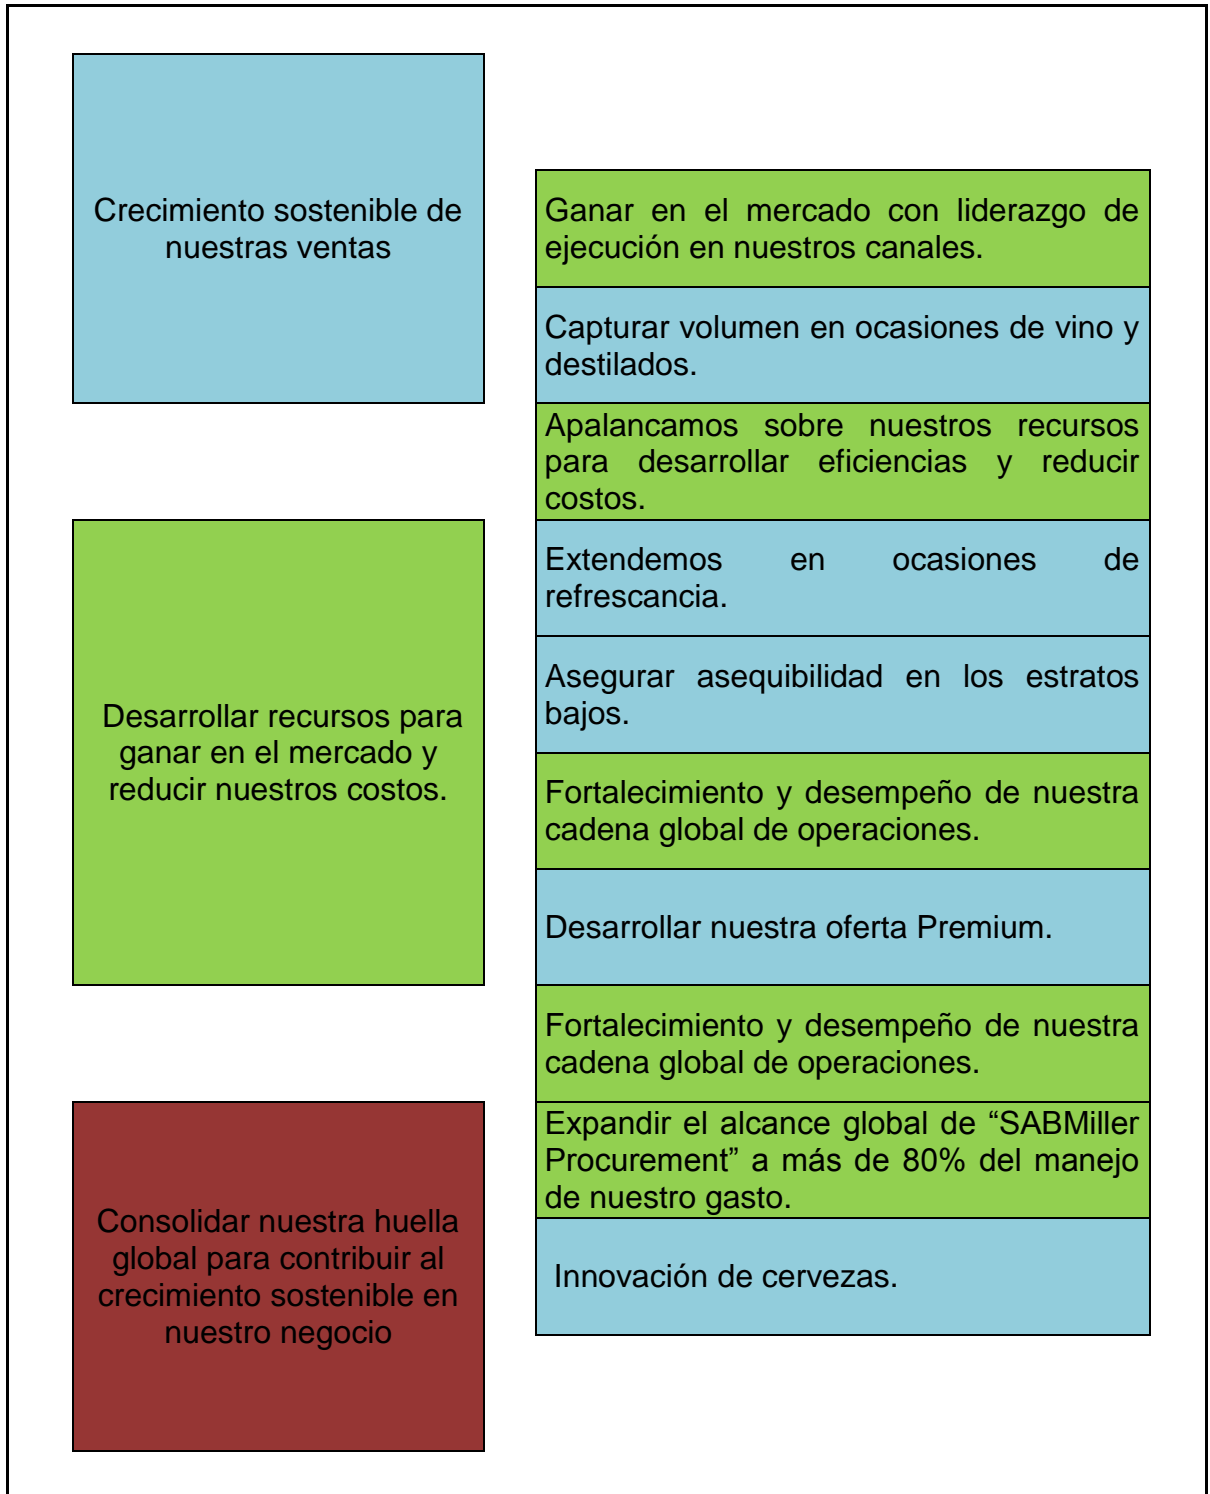 Crecimiento sostenible de
nuestras ventas
Ganar en el mercado con liderazgo de
ejecución en nuestros canales.
Capturar volumen en ocasiones de vino y
destilados.
Apalancamos sobre nuestros recursos
para desarrollar eficiencias y reducir
costos.
Desarrollar recursos para
ganar en el mercado y
reducir nuestros costos.
Extendemos en ocasiones de
refrescancia.
Asegurar asequibilidad en los estratos
bajos.
Fortalecimiento y desempeño de nuestra
cadena global de operaciones.
Desarrollar nuestra oferta Premium.
Fortalecimiento y desempeño de nuestra
cadena global de operaciones.
Consolidar nuestra huella
global para contribuir al
crecimiento sostenible en
nuestro negocio
Expandir el alcance global de “SABMiller
Procurement” a más de 80% del manejo
de nuestro gasto.
Innovación de cervezas.